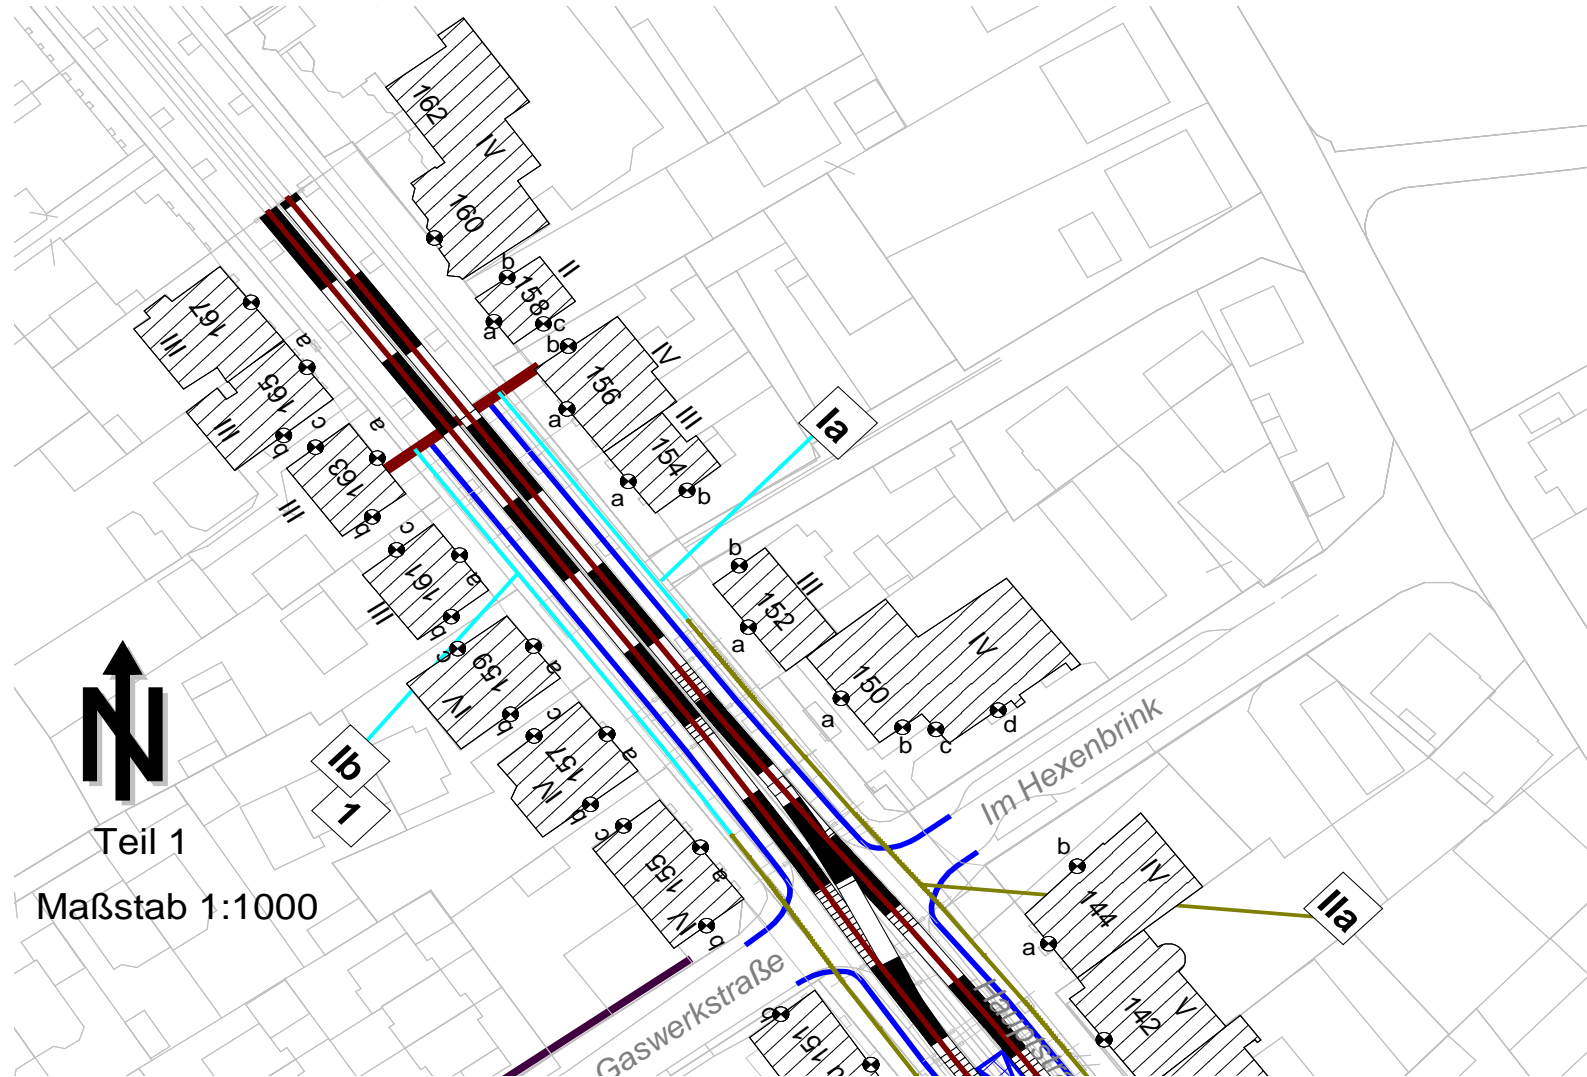 162
IV
160
b
II
158
a
c
b
IV
156
a
III
154
a
b
167
III
a
165
III
c
b
a
163
III
b
c
161
III
a
b
c
159
IV
a
b
c
157
IV
a
b
c
155
IV
a
b
Ia
b
III
152
a
IV
150
a
b
c
d
Im Hexenbrink
Ib
1
N
Teil 1
Maßstab 1:1000
b
IV
144
a
IIa
V
142
Gaswerkstraße
Hauptstr
b
151
a